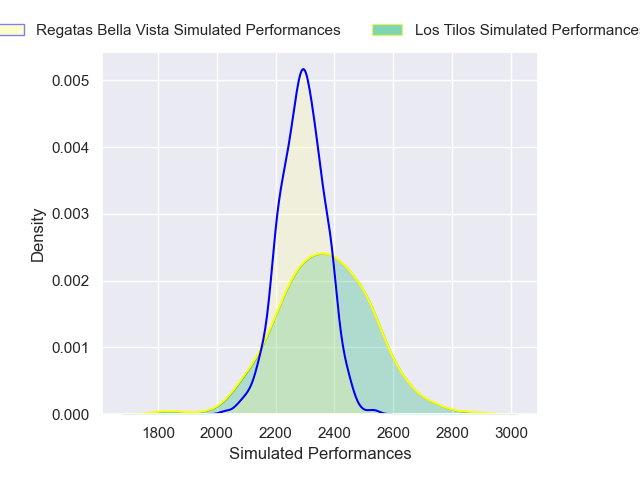 Regatas Bella Vista Simulated Performances Los Tilos Simulated Performances
0.005
0.004
0.003
0.002
0.001
0.000
Density
1800 2000 2200 2400 2600 2800 3000
Simulated Performances